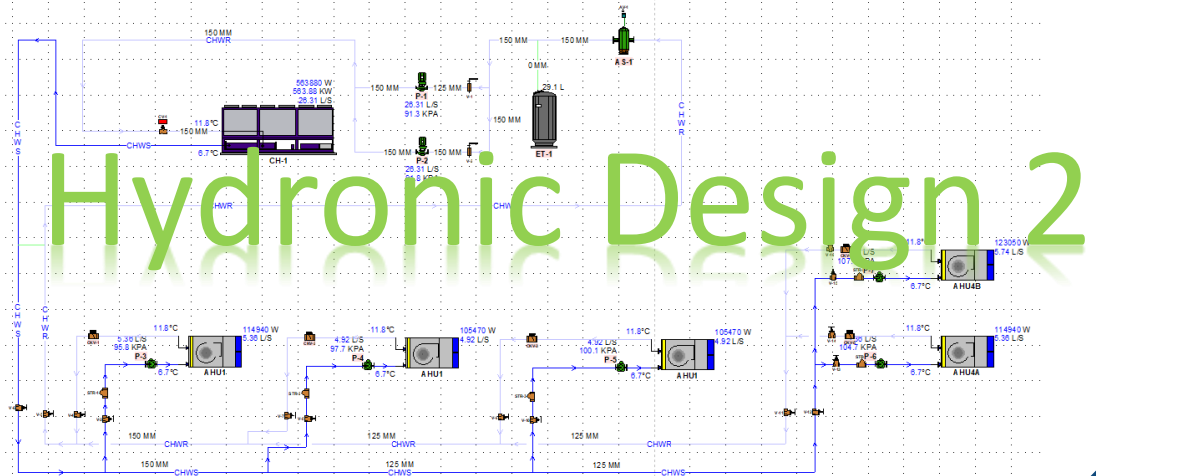 150 MM
CHWR
150 MM
150 MM
AS-1
0 MM
563880 W
563.88 KW
26.31 L/S
150 MM
125 MM
P-1
26.31 L/S
91.3 KPA
29.1 L
CHWR
CHWS
11.8°C
150 MM
150 MM
CHWS
6.7°C
CH-1
150 MM
150 MM
P-2
26.31 L/S
ET-1
Hydronic Design 2
11.8°C
123050 W
5.74 L/S
6.7°C
AHU4B
CHWS
CHWR
11.8°C
114940 W
5.36 L/S
5.36 L/S
95.8 KPA
P-3
6.7°C
AHU1
11.8°C
105470 W
4.92 L/S
4.92 L/S
97.7 KPA
P-4
6.7°C
AHU1
11.8°C
105470 W
4.92 L/S
4.92 L/S
100.1 KPA
P-5
6.7°C
AHU1
11.8°C
114940 W
5.36 L/S
104.7 KPA
P-6
6.7°C
AHU4A
150 MM
CHWR
125 MM
CHWR
125 MM
CHWR
150 MM
CHWS
125 MM
CHWS
125 MM
CHWS